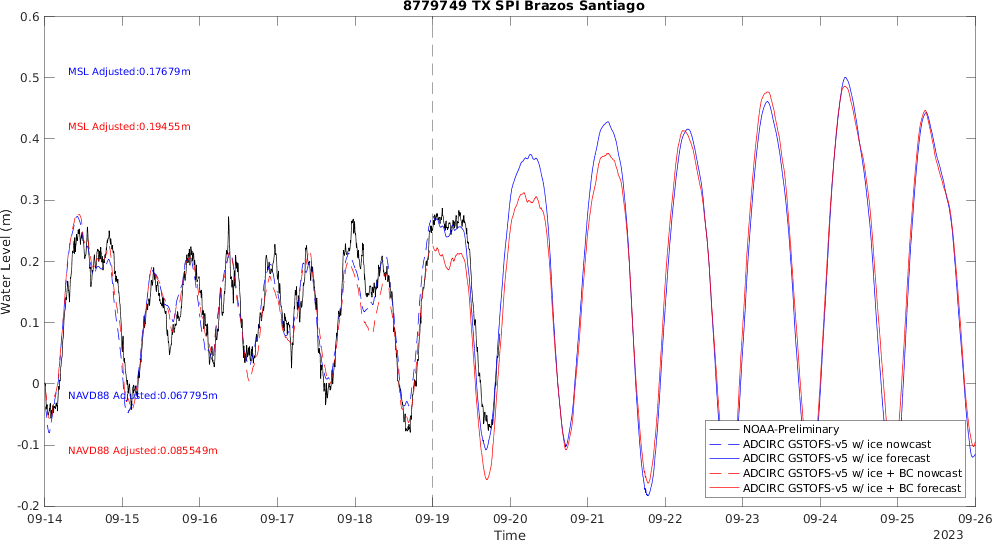 8779749 TX SPI Brazos Santiago
Water Level (m)
0.6
0.5
0.4
0.3
0.2
0.1
0
-0.1
-0.2
MSL Adjusted:0.17679m
MSL Adjusted:0.19455m
NAVD88 Adjusted:0.067795m
NAVD88 Adjusted:0.085549m
NOAA-Preliminary
ADCIRC GSTOFS-v5 w/ ice nowcast
ADCIRC GSTOFS-v5 w/ ice forecast
ADCIRC GSTOFS-v5 w/ ice + BC nowcast
ADCIRC GSTOFS-v5 w/ ice + BC forecast
09-14 09-15 09-16 09-17 09-18 09-19 09-20 09-21 09-22 09-23 09-24 09-25 09-26
Time
2023